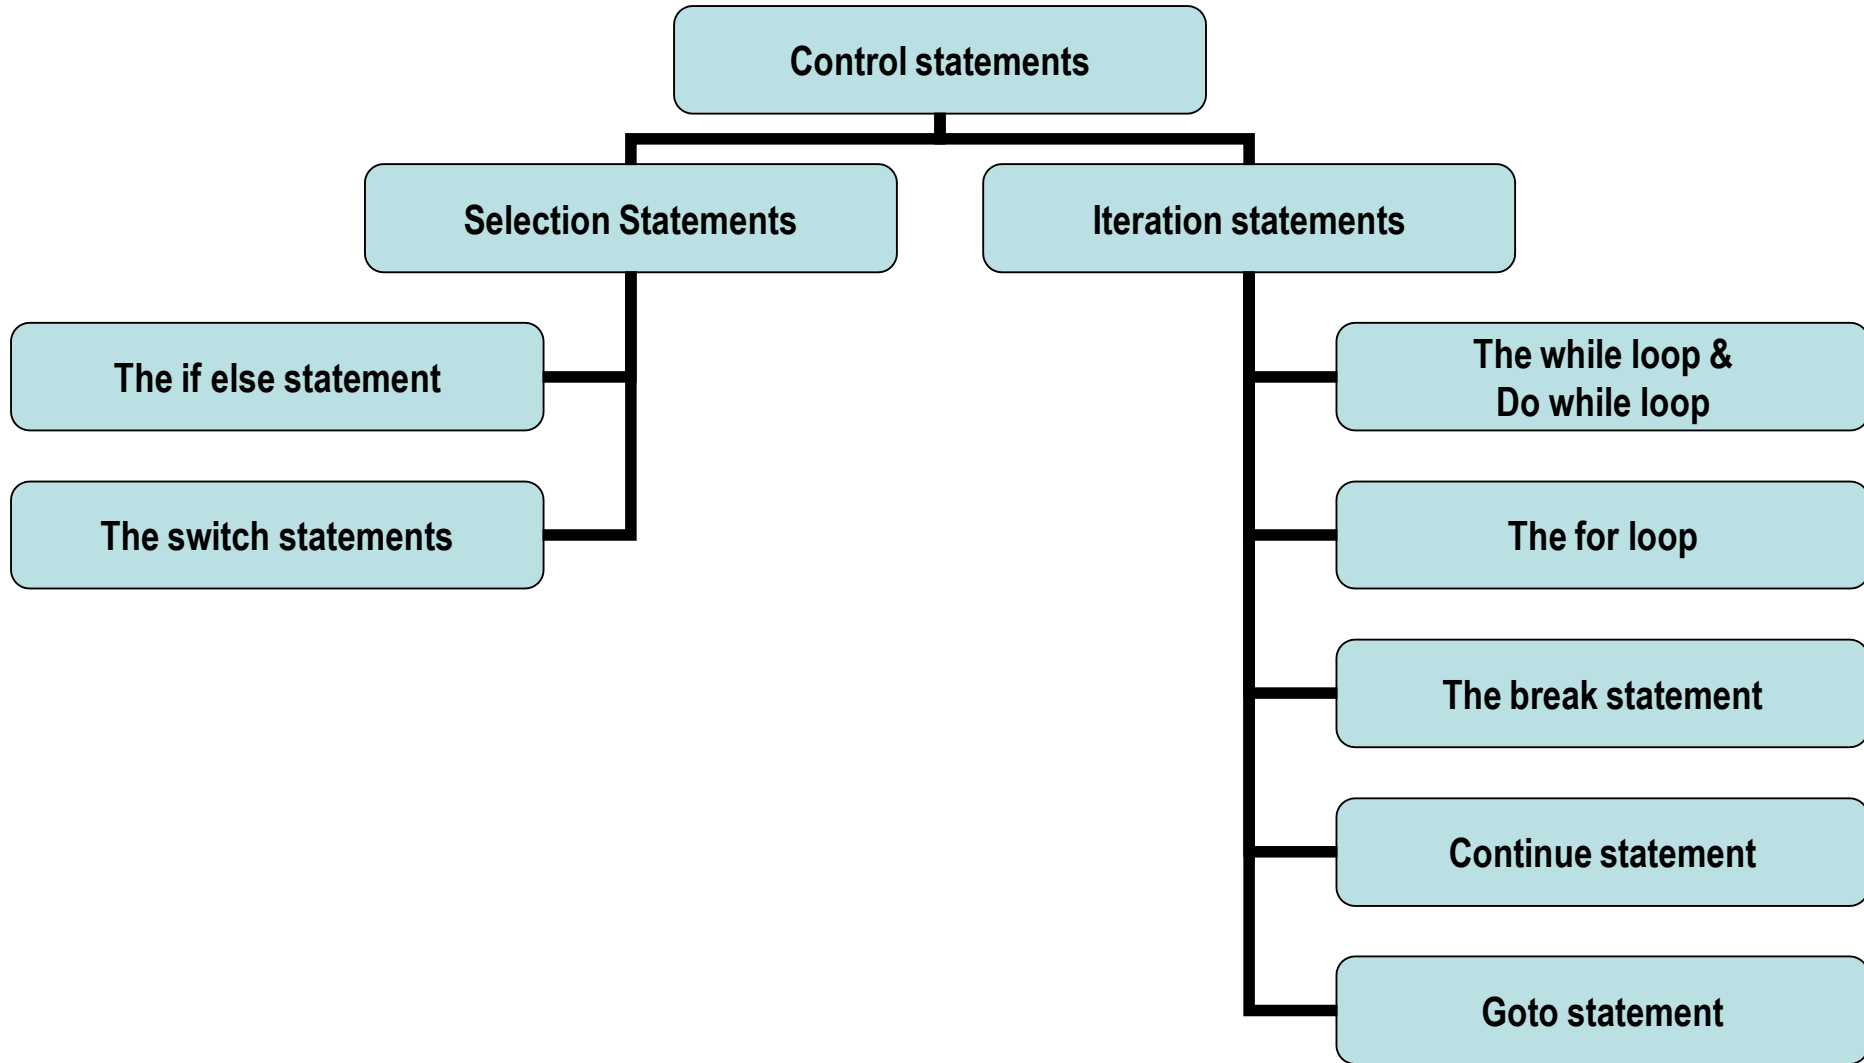 Control statements
Selection Statements
Iteration statements
The if else statement
The switch statements
The while loop &
Do while loop
The for loop
The break statement
Continue statement
Goto statement